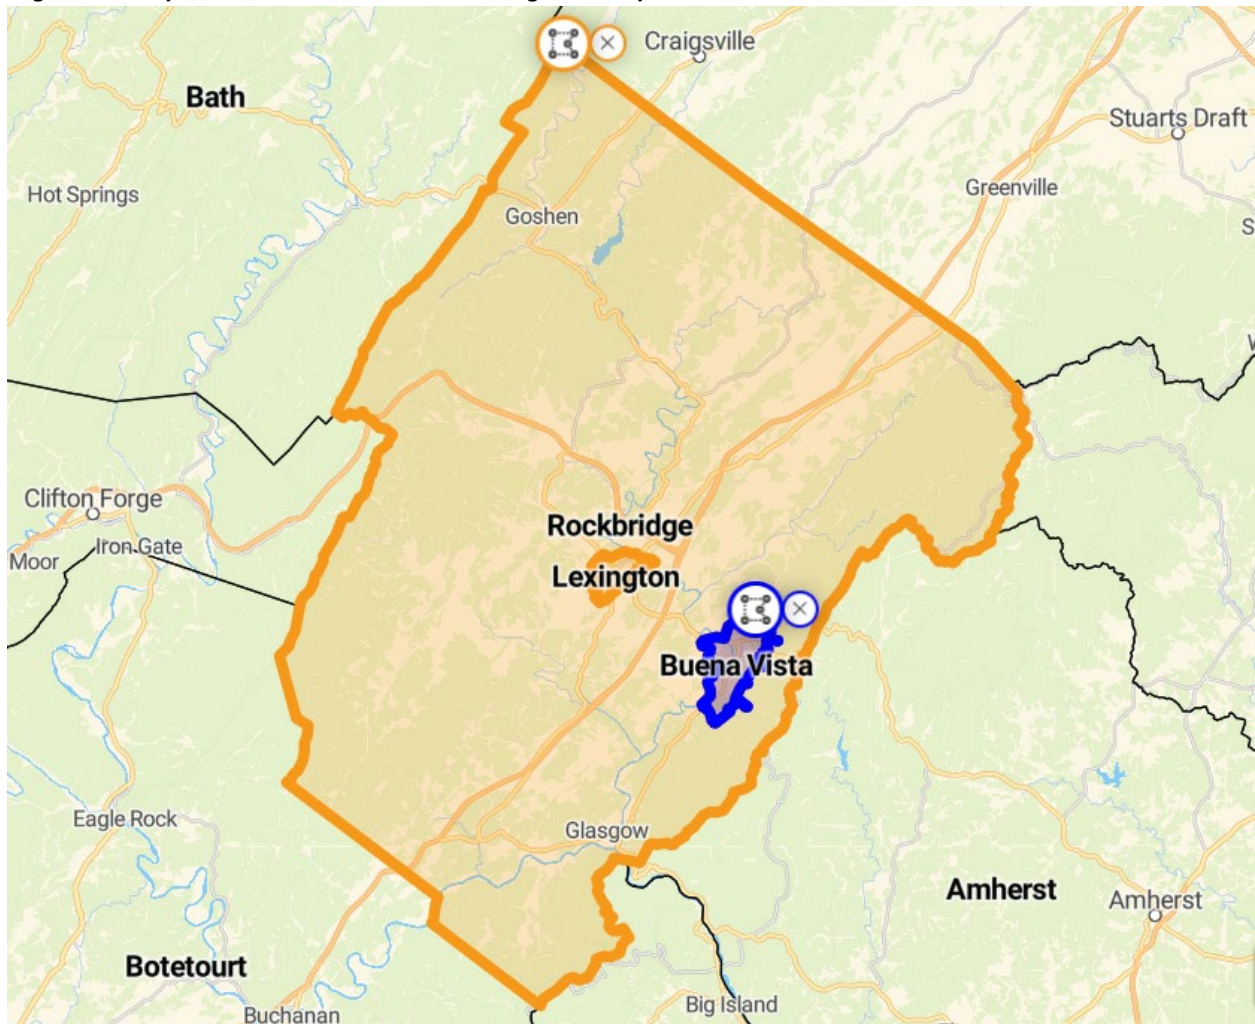 Craigsville
Bath
Stuarts Draft
Hot Springs
Greenville
Goshen
Clifton Forge
Rockbridge
Moor
Iron Gate
Lexington
Buena Vista
Eagle Rock
Glasgow
Amherst
Amherst
Botetourt
Big Island
Buchanan